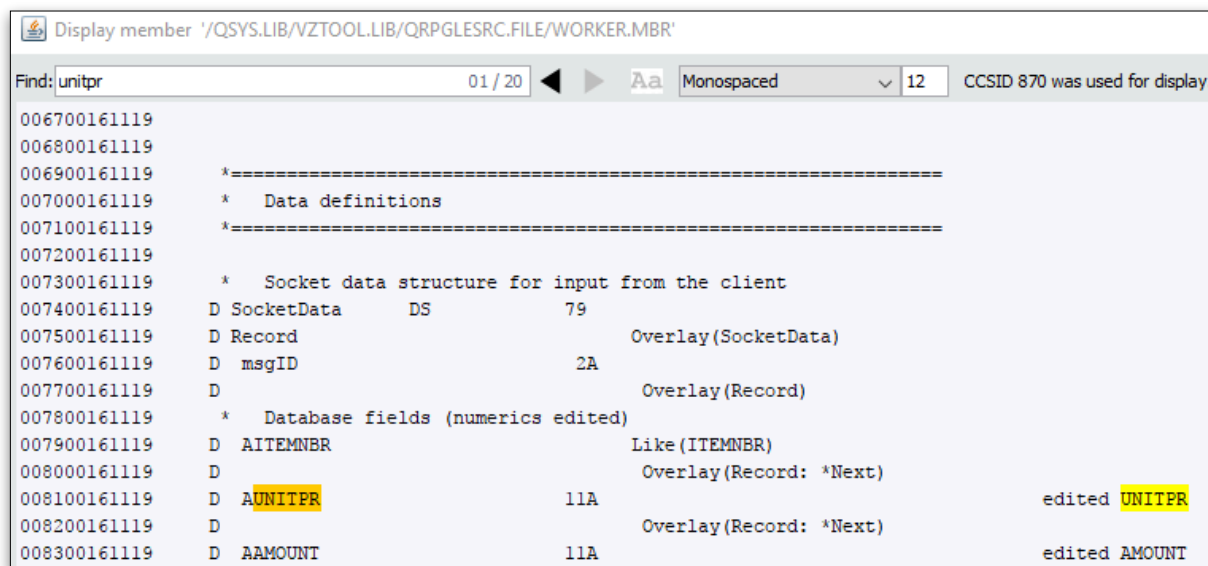 Display member '/QSYS.LIB/VZTOOL.LIB/QRPGLESRC.FILE/WORKER.MBR'
Find: unitpr 01 / 20 Aa Monospaced 12 CCSID 870 was used for display
006700161119
006800161119
006900161119 *================================================================
007000161119 * Data definitions
007100161119 *================================================================
007200161119
007300161119 * Socket data structure for input from the client
007400161119 D SocketData DS 79
007500161119 D Record Overlay(SocketData)
007600161119 D msgID 2A
007700161119 D Overlay(Record)
007800161119 * Database fields (numerics edited)
007900161119 D AITEMNBR Like(ITEMNBR)
008000161119 D Overlay(Record: *Next)
008100161119 D AUNITPR 11A edited UNITPR
008200161119 D Overlay(Record: *Next)
008300161119 D AAMOUNT 11A edited AMOUNT